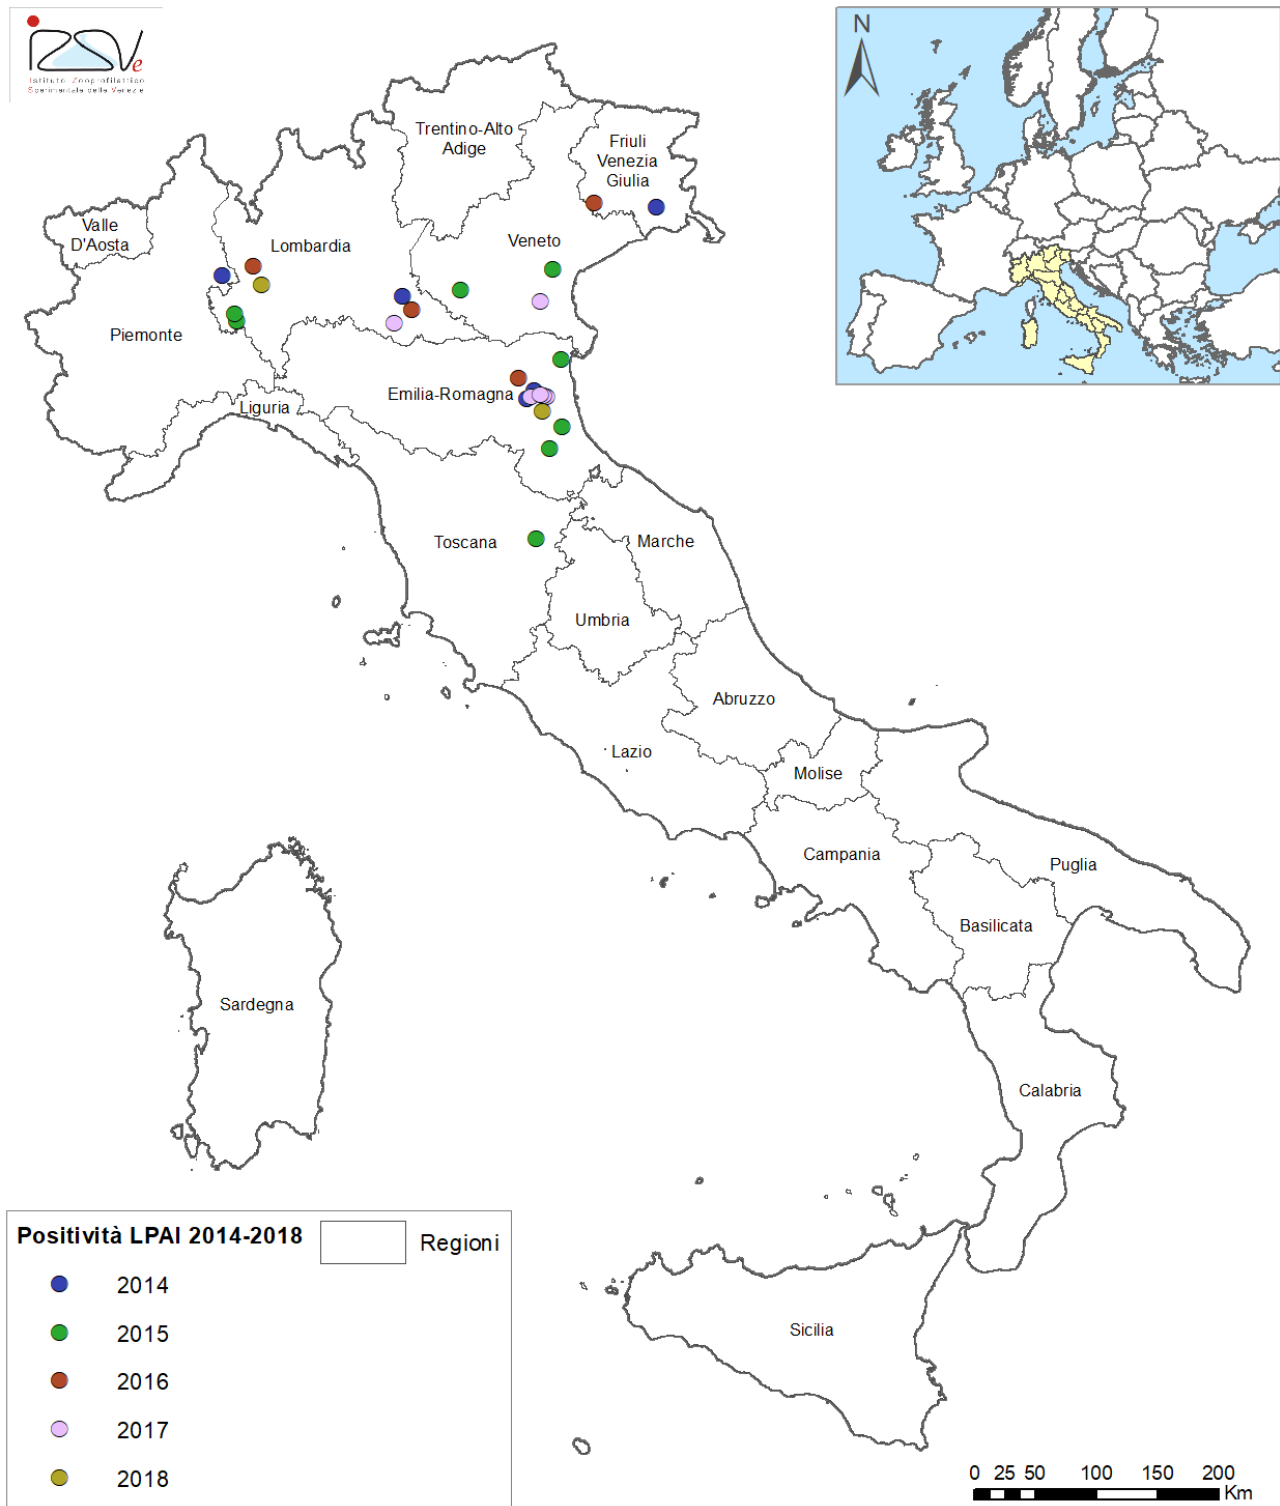 IZSVe
Istituto Zooprofilattico
Sperimentale delle Venezie
N
Trentino-Alto
Adige
Friuli
Venezia
Giulia
Valle
D'Aosta
Lombardia
Veneto
Piemonte
Emilia-Romagna
Liguria
Toscana
Marche
Umbria
Abruzzo
Lazio
Molise
Campania
Puglia
Basilicata
Sardegna
Calabria
Sicilia
Positività LPAI 2014-2018
Regioni
2014
2015
2016
2017
2018
0 25 50 100 150 200
Km